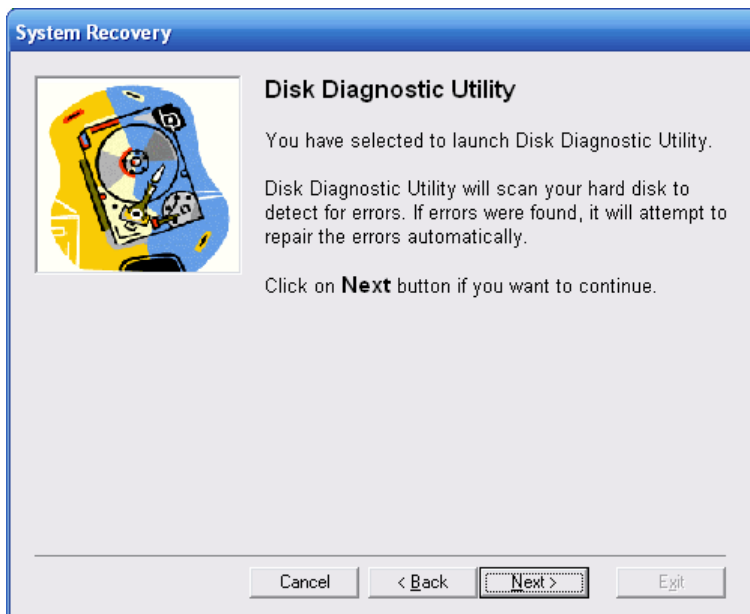 System Recovery
Disk Diagnostic Utility
You have selected to launch Disk Diagnostic Utility.
Disk Diagnostic Utility will scan your hard disk to
detect for errors. If errors were found, it will attempt to
repair the errors automatically.
Click on Next button if you want to continue.
Cancel
< Back
Next >
Exit